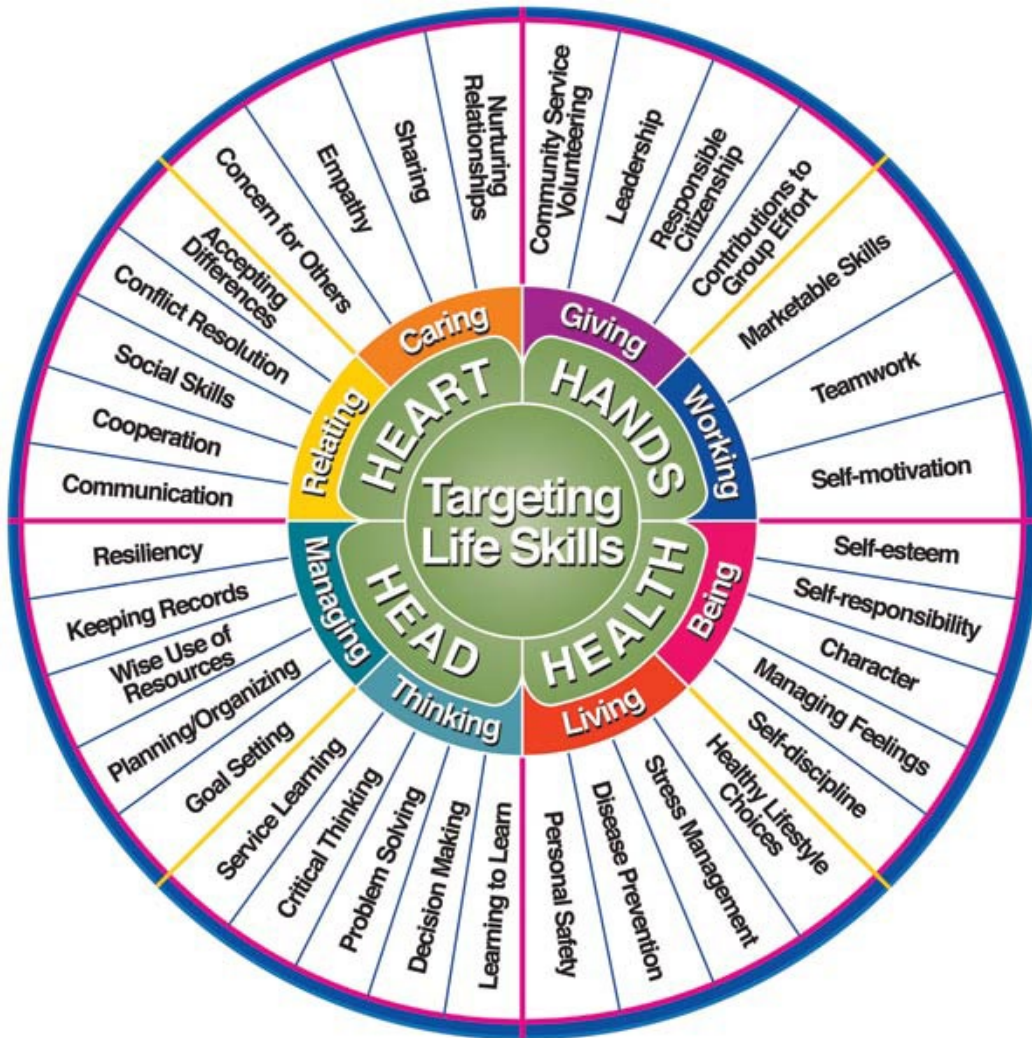 Targeting
Life Skills
HEART
HANDS
HEALTH
HEAD
Caring
Giving
Working
Being
Living
Thinking
Managing
Relating
Community Service
Volunteering
Leadership
Responsible
Citizenship
Contributions to
Group Effort
Marketable Skills
Teamwork
Self-motivation
Self-esteem
Self-responsibility
Character
Managing Feelings
Self-discipline
Healthy Lifestyle
Choices
Stress Management
Disease Prevention
Personal Safety
Learning to Learn
Decision Making
Problem Solving
Critical Thinking
Service Learning
Goal Setting
Planning/Organizing
Wise Use of
Resources
Keeping Records
Resiliency
Communication
Cooperation
Social Skills
Conflict Resolution
Accepting
Differences
Concern for Others
Empathy
Sharing
Nurturing
Relationships